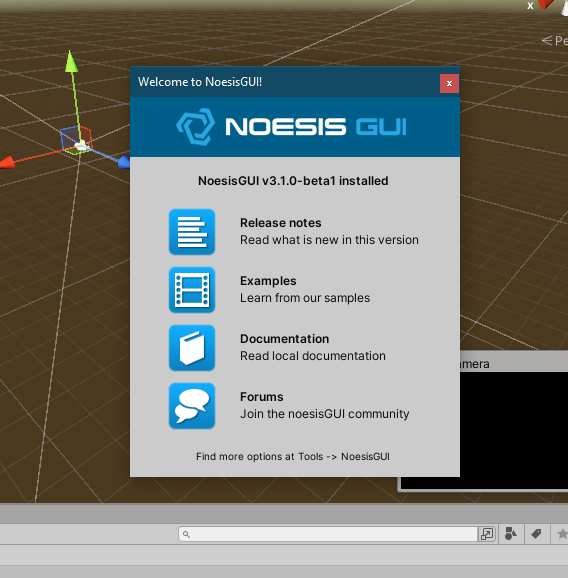 x
< Pe
Welcome to NoesisGUI!
x
NOESIS GUI
NoesisGUI v3.1.0-beta1 installed
Release notes
Read what is new in this version
Examples
Learn from our samples
Documentation
Read local documentation
amera
Forums
Join the noesisGUI community
Find more options at Tools -> NoesisGUI